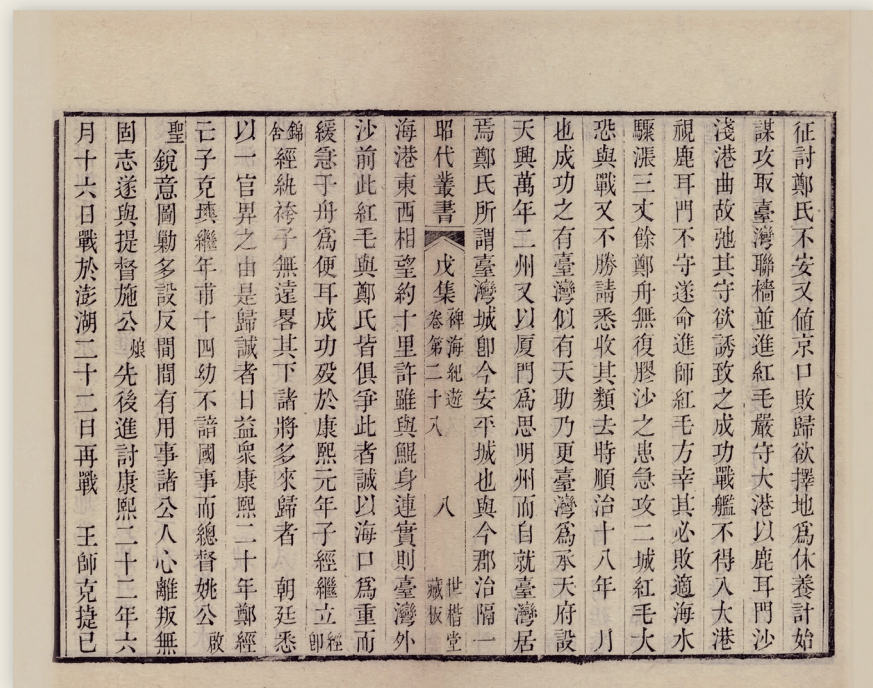 征討鄭氏不安又值京口敗歸欲擇地為休養計始
謀攻取臺灣聯檣並進紅毛嚴守大港以鹿耳門沙
淺港曲故弛其守欲誘致之成功戰艦不得入大港
視鹿耳門不守遂命進師紅毛方幸其必敗適海水
驟漲三丈餘鄭舟無復膠沙之患急攻二城紅毛大
恐與戰又不勝請悉收其類去時順治十八年　月
也成功之有臺灣似有天助乃更臺灣為承天府設
天興萬年二州又以厦門為思明州而自就臺灣居
焉鄭氏所謂臺灣城卽今安平城也與今郡治隔一
昭代叢書　戊集　裨海紀遊卷第二十八　八　世楷堂藏板
海港東西相望約十里許雖與鯤身連實則臺灣外
沙前此紅毛與鄭氏皆俱爭此者誠以海口為重而
緩急于舟為便耳成功歿於康熙元年子經繼立經卽
錦舍經紈袴子無遠畧其下諸將多來歸者　朝廷悉
以一官昇之由是歸誠者日益衆康熙二十年鄭經
亡子克塽繼年甫十四幼不諳國事而總督姚公啟
聖銳意圖勦多設反間間有用事諸公人心離叛無
固志遂與提督施公烺先後進討康熙二十二年六
月十六日戰於澎湖二十二日再戰　王師克捷已